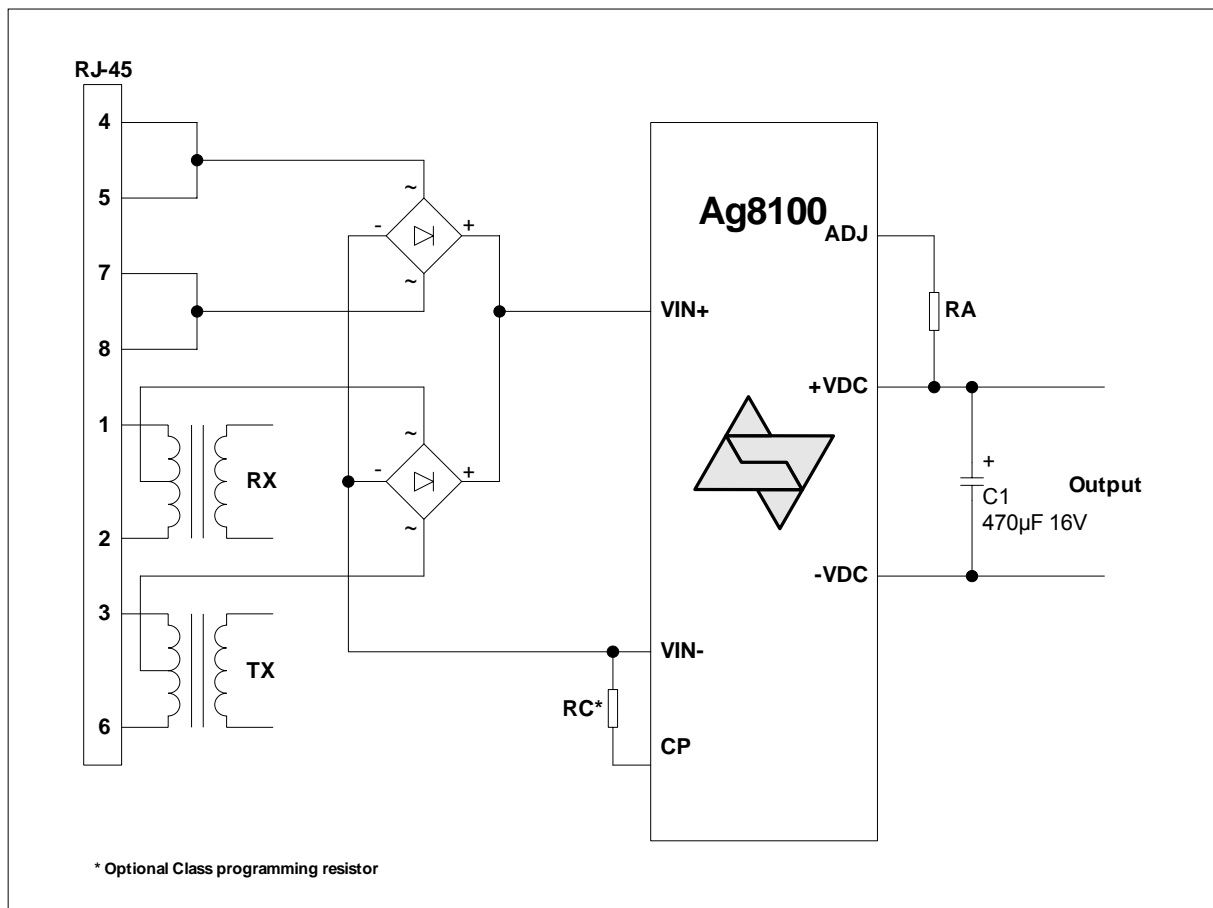 RJ-45
4
5
7
8
1
2
3
6
RX
TX
~
-
+
~
~
-
+
~
Ag8100
ADJ
VIN+
RA
+VDC
+
C1
470µF 16V
Output
-VDC
VIN-
RC*
CP
* Optional Class programming resistor